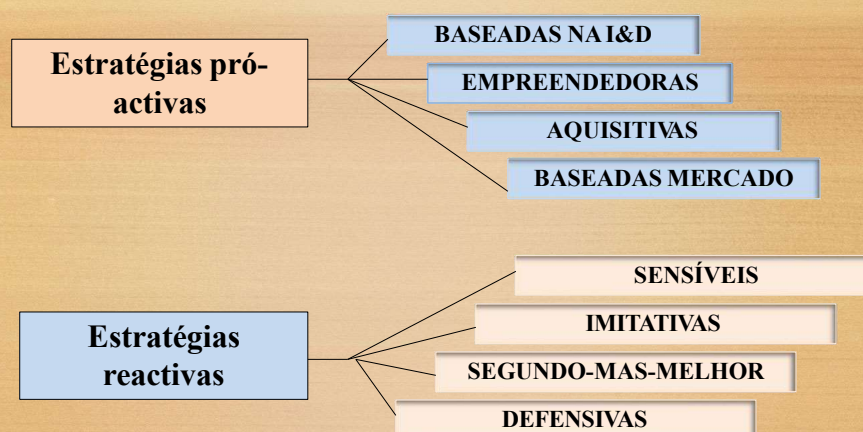 Estratégias pró-
activas
BASEADAS NA I&D
EMPREENDEDORAS
AQUISITIVAS
BASEADAS MERCADO
Estratégias
reactivas
SENSÍVEIS
IMITATIVAS
SEGUNDO-MAS-MELHOR
DEFENSIVAS